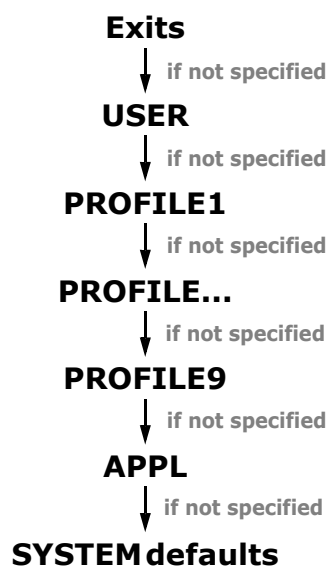 Exits
if not specified
USER
if not specified
PROFILE1
if not specified
PROFILE...
if not specified
PROFILE9
if not specified
APPL
if not specified
SYSTEM defaults